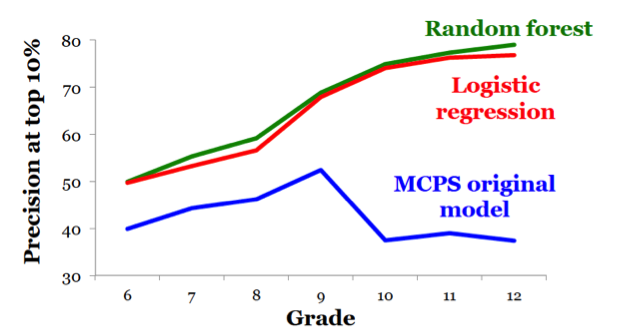 Random forest
Logistic
regression
MCPS original
model
Precision at top 10%
80
70
60
50
40
30
6 7 8 9 10 11 12
Grade